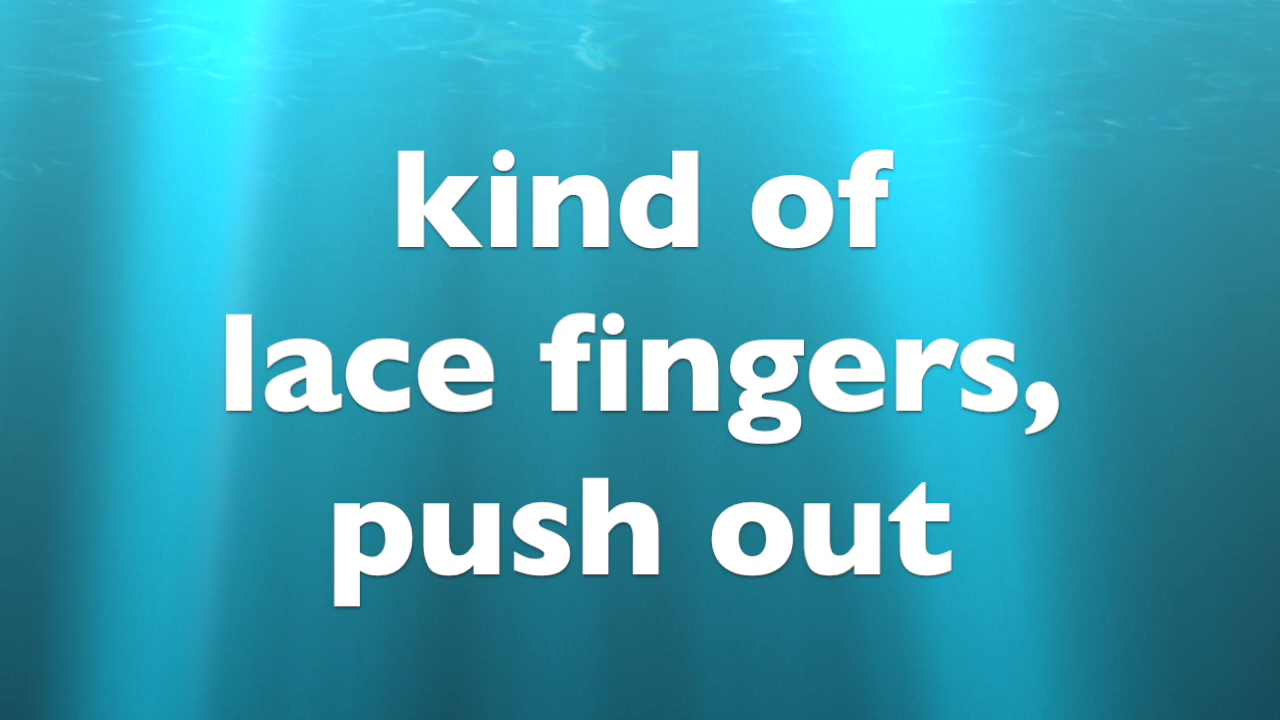 kind of
lace fingers,
push out